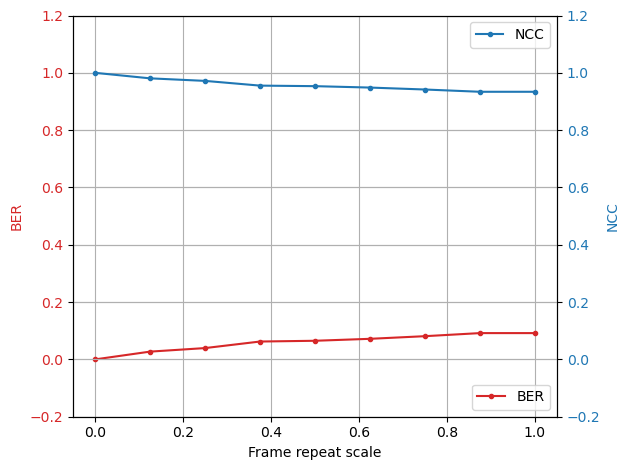 1.2 1.2
NCC
1.0 1.0
0.8 0.8
0.6 0.6
BER NCC
0.4 0.4
0.2 0.2
0.0 0.0
BER
−0.2 −0.2
0.0 0.2 0.4 0.6 0.8 1.0
Frame repeat scale